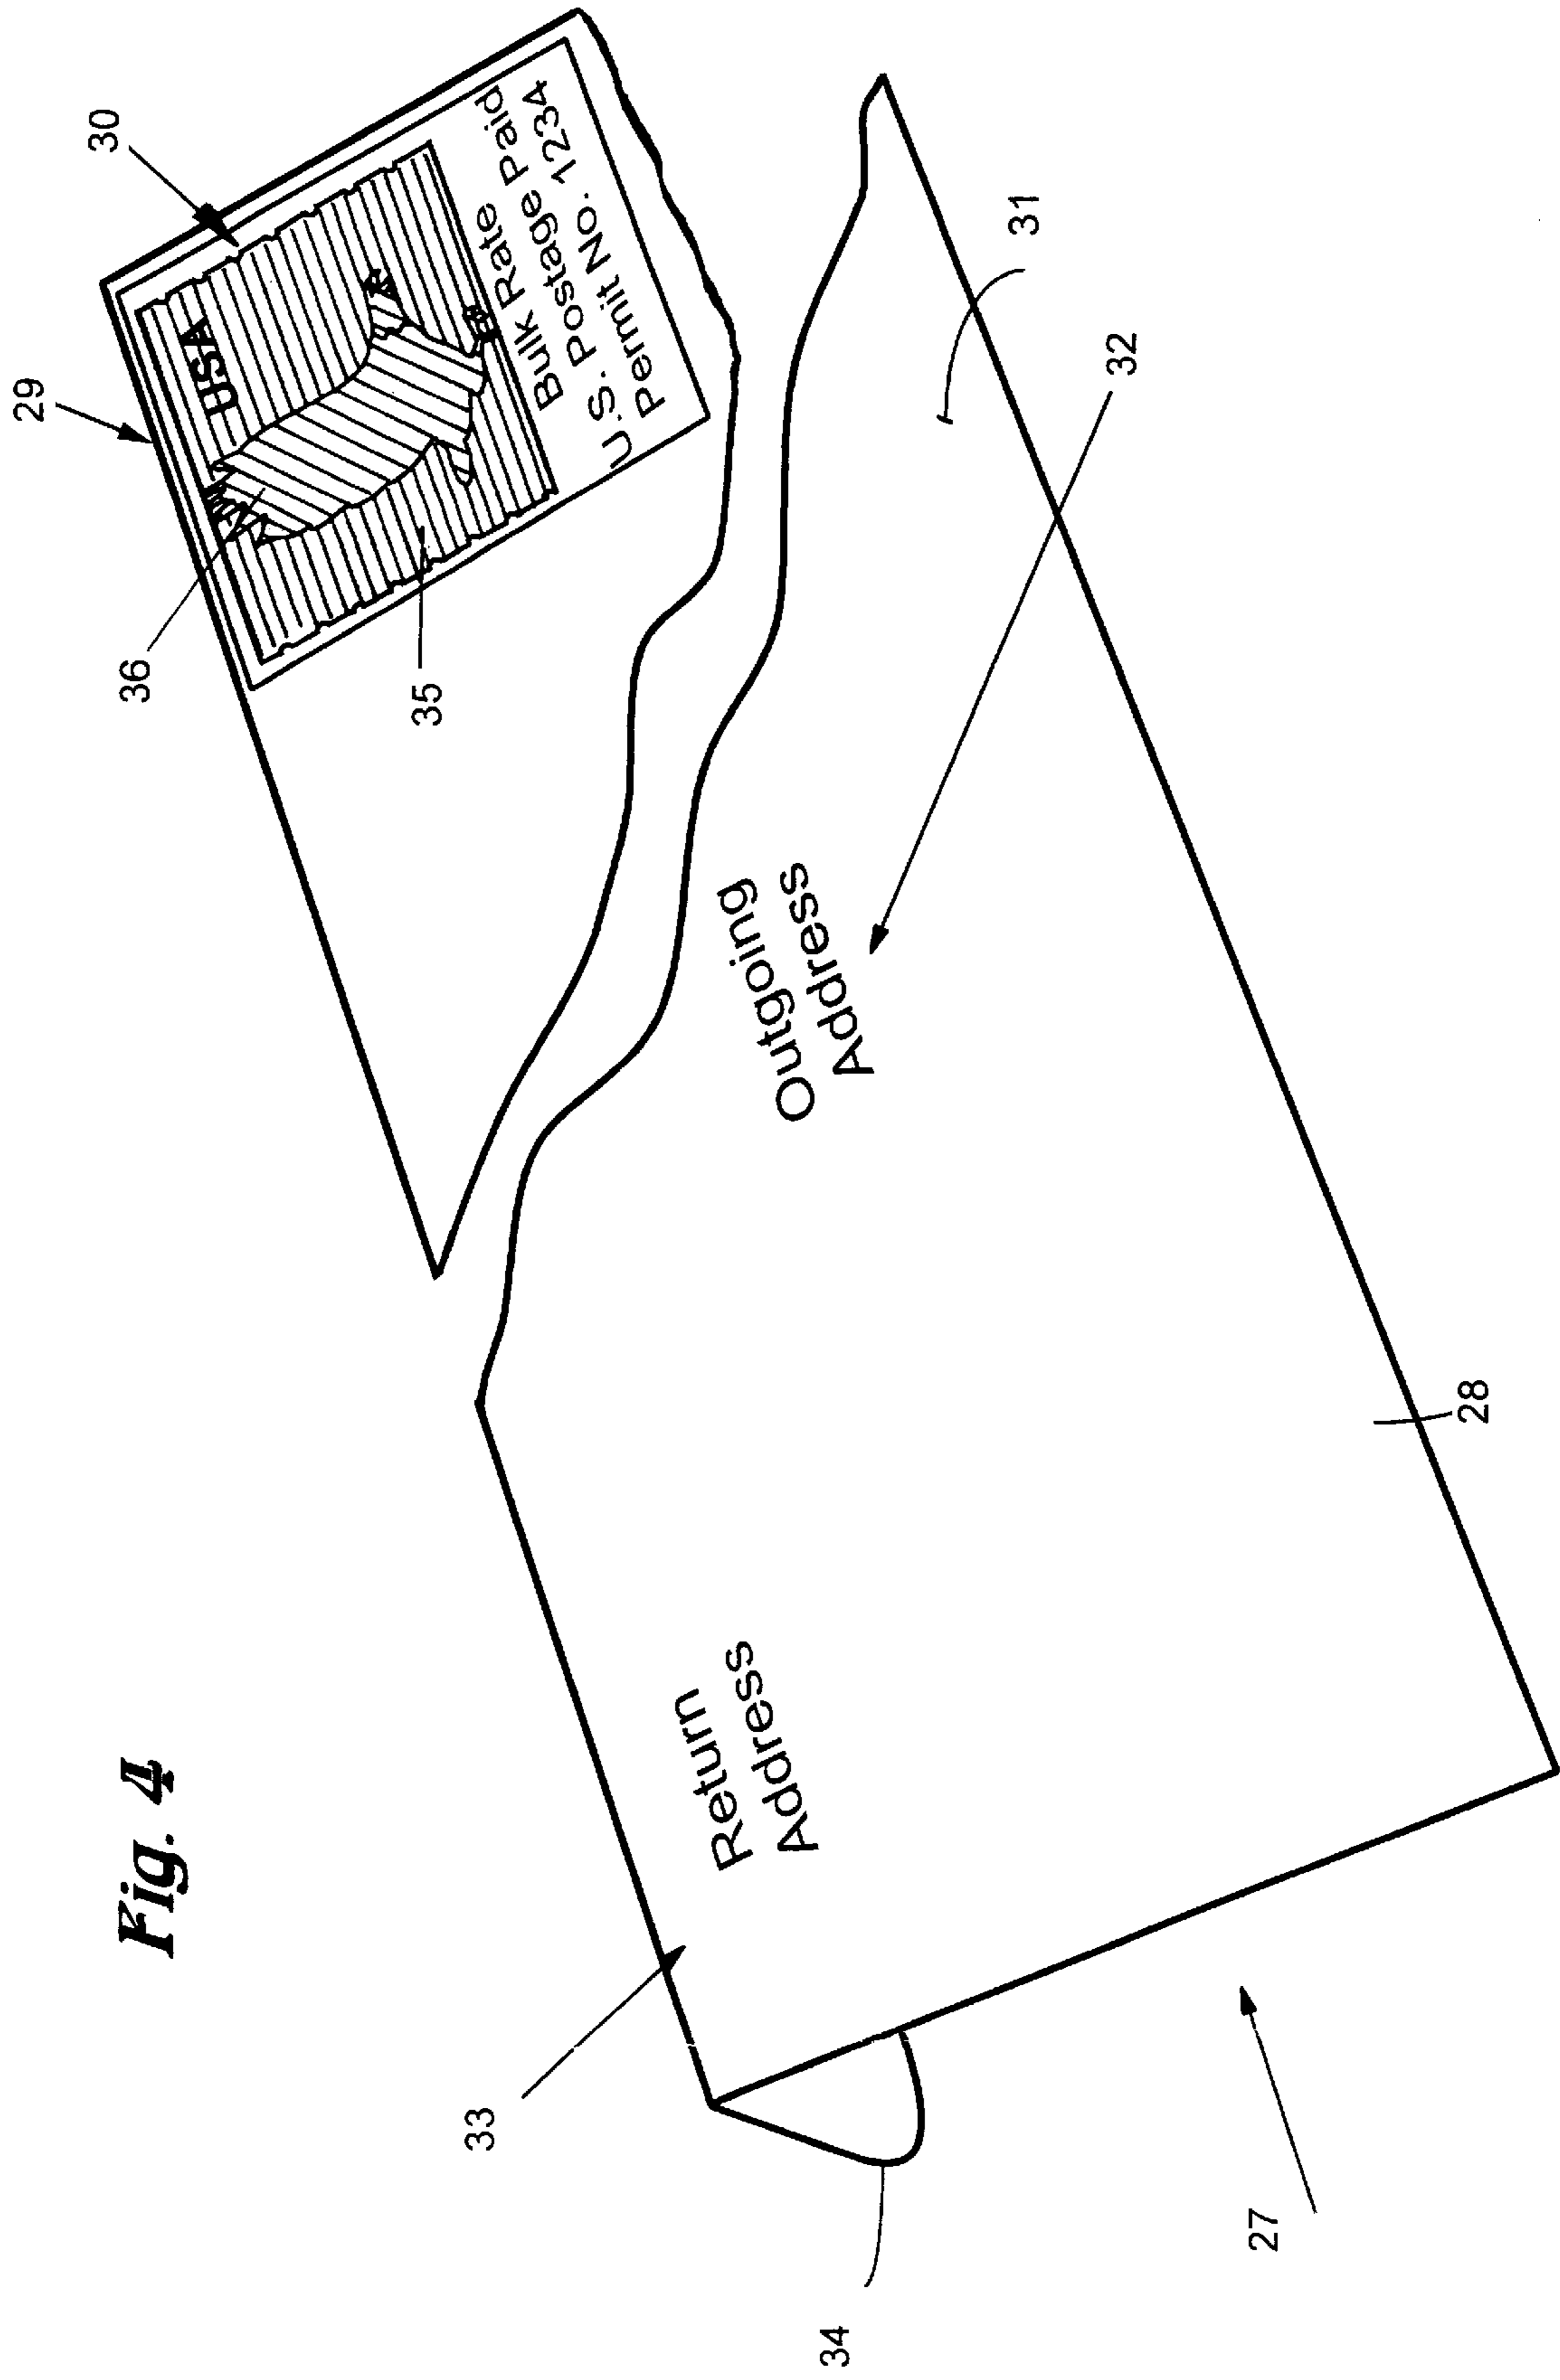 Fig. 4
29
30
USA
Bulk Rate Paid
U.S. Postage
Permit No. 1234
36
35
31
32
Outgoing
Address
Return
Address
33
28
34
27